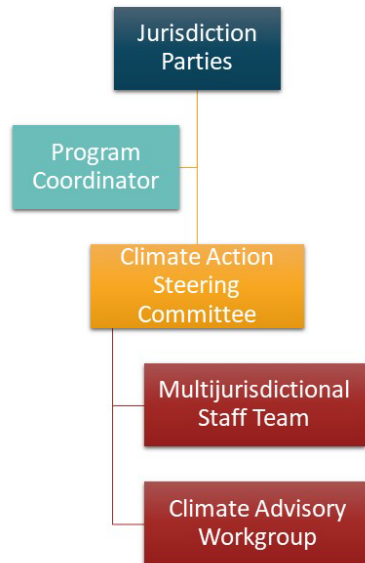 Jurisdiction
Parties
Program
Coordinator
Climate Action
Steering
Committee
Multijurisdictional
Staff Team
Climate Advisory
Workgroup